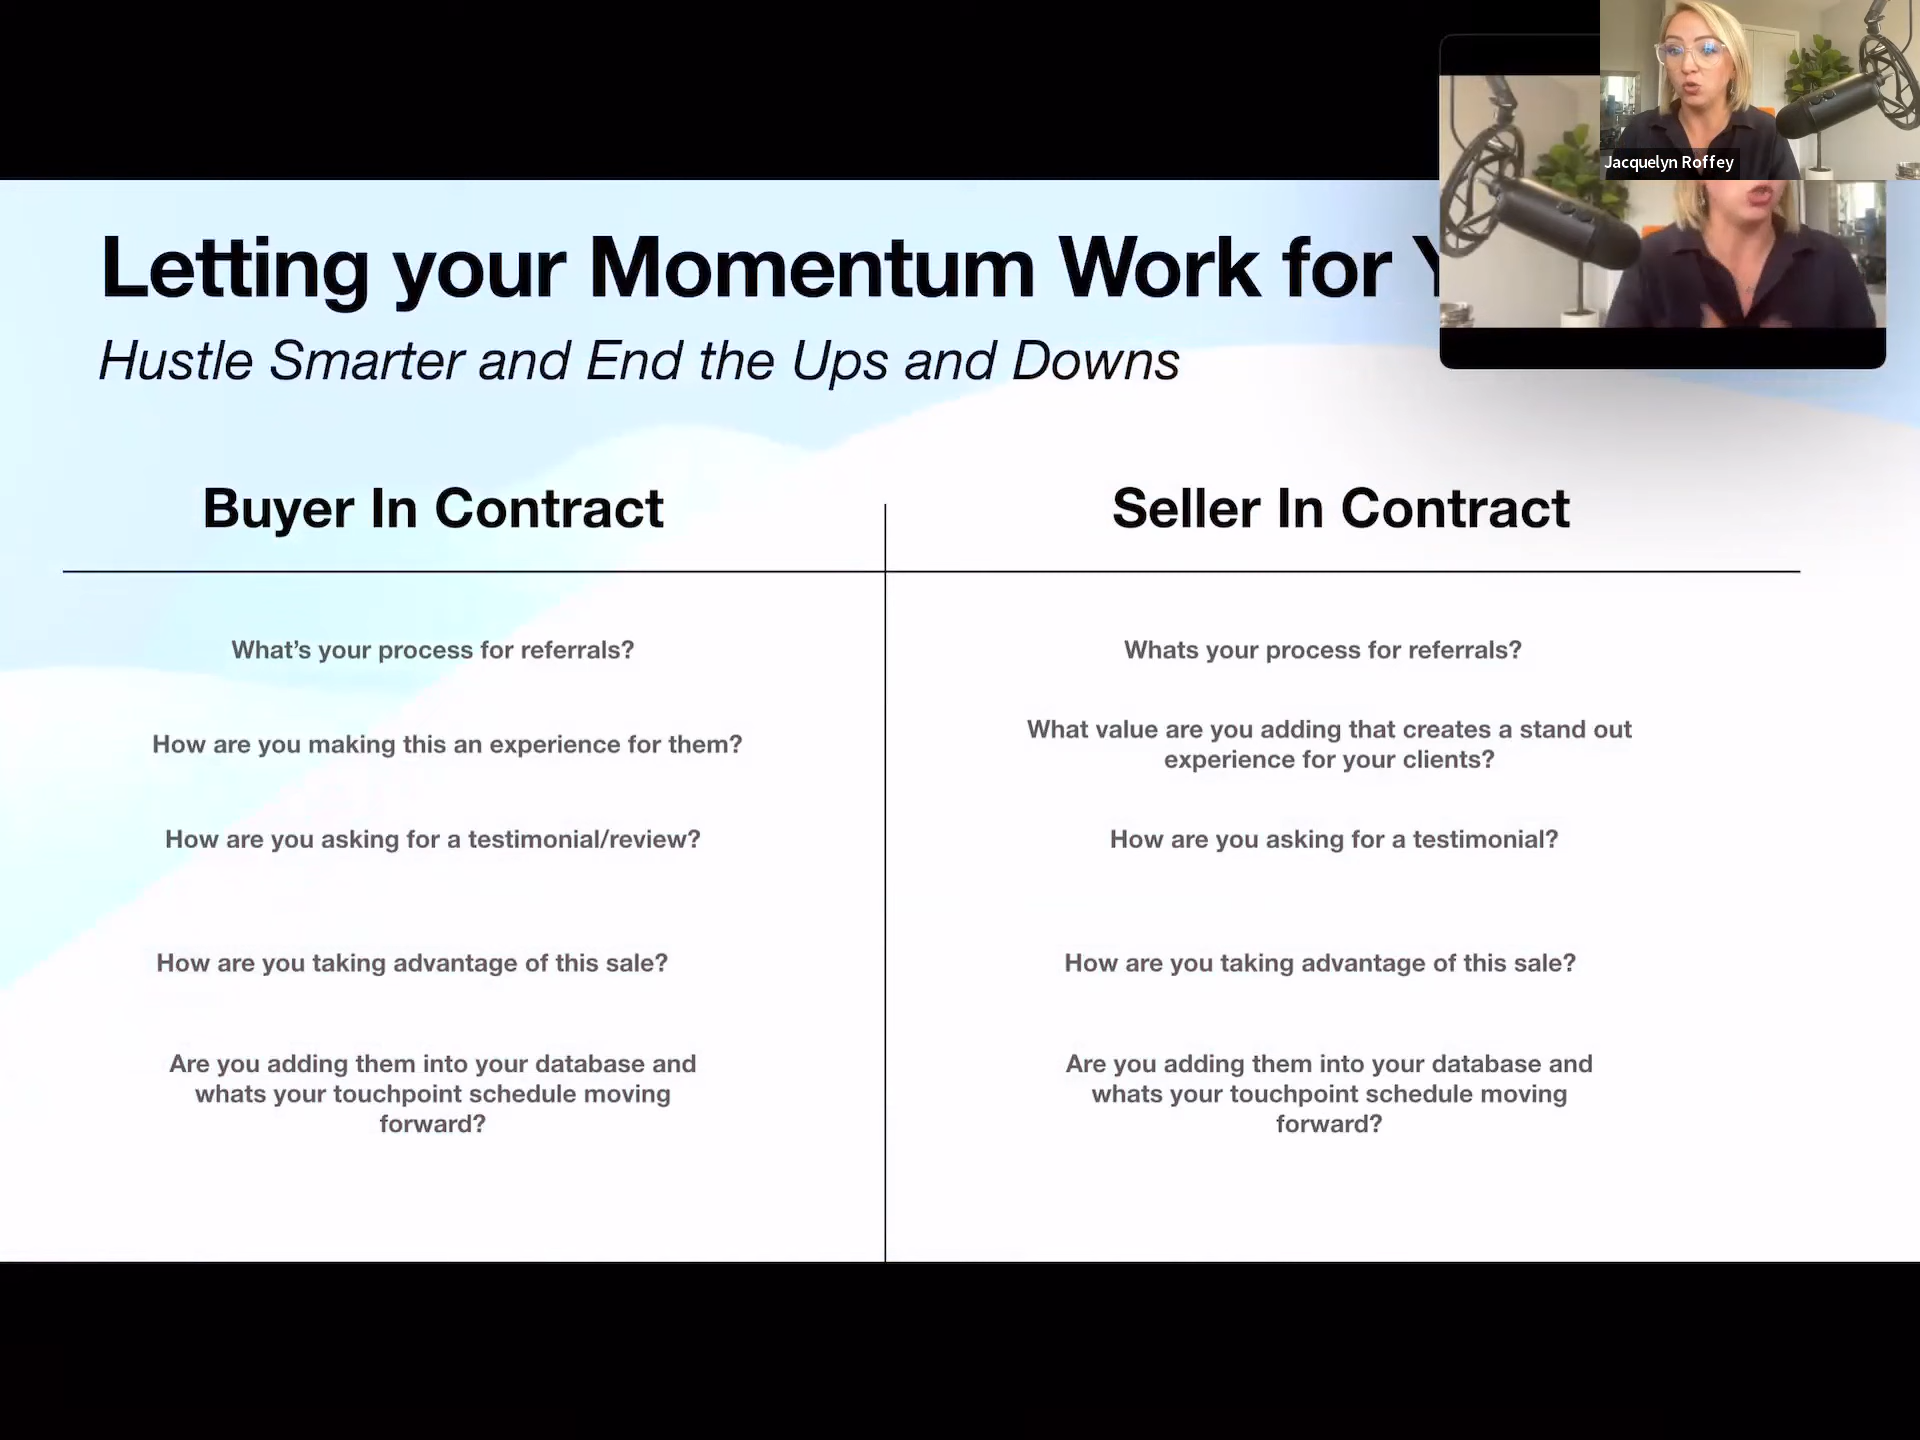 Jacquelyn Roffey
Letting your Momentum Work for
Hustle Smarter and End the Ups and Downs
Buyer In Contract
Seller In Contract
What’s your process for referrals?
Whats your process for referrals?
How are you making this an experience for them?
What value are you adding that creates a stand out
experience for your clients?
How are you asking for a testimonial/review?
How are you asking for a testimonial?
How are you taking advantage of this sale?
How are you taking advantage of this sale?
Are you adding them into your database and
whats your touchpoint schedule moving
forward?
Are you adding them into your database and
whats your touchpoint schedule moving
forward?